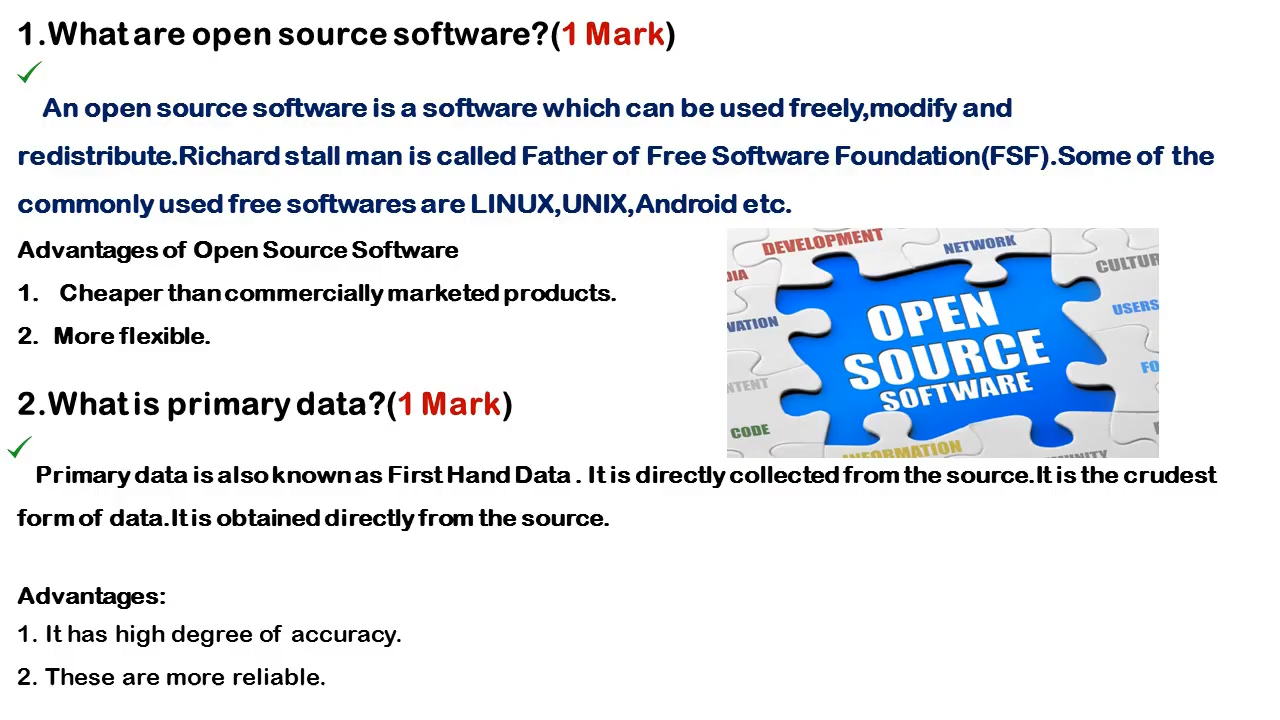 1.What are open source software?(1 Mark)
An open source software is a software which can be used freely,modify and
redistribute.Richard stall man is called Father of Free Software Foundation(FSF).Some of the
commonly used free softwares are LINUX,UNIX,Android etc.
Advantages of Open Source Software
1. Cheaper than commercially marketed products.
2. More flexible.
DEVELOPMENT
NETWORK
CULTUR
DIA
USERS
VATION
OPEN
SOURCE
SOFTWARE
FO
NTENT
CODE
INFORMATION
MUNITY
2.What is primary data?(1 Mark)
Primary data is also known as First Hand Data . It is directly collected from the source.It is the crudest
form of data.It is obtained directly from the source.
Advantages:
1. It has high degree of accuracy.
2. These are more reliable.